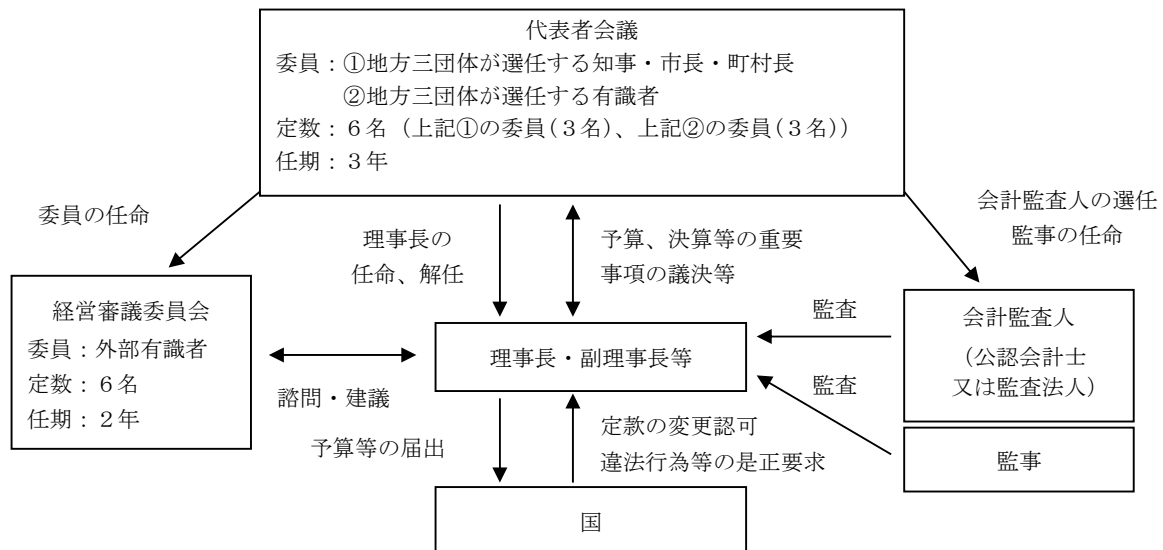 代表者会議
委員：①地方三団体が選任する知事・市長・町村長
②地方三団体が選任する有識者
定数：６名（上記①の委員（３名）、上記②の委員（３名））
任期：３年
委員の任命
理事長の
任命、解任
予算、決算等の重要
事項の議決等
会計監査人の選任
監事の任命
経営審議委員会
委員：外部有識者
定数：６名
任期：２年
諮問・建議
理事長・副理事長等
監査
監査
会計監査人
（公認会計士
又は監査法人）
監事
予算等の届出
定款の変更認可
違法行為等の是正要求
国